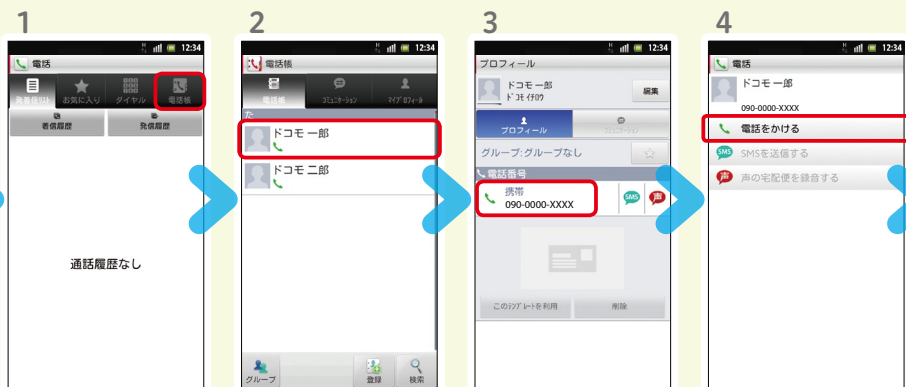 1
12:34
電話
発着信リスト
お気に入り
ダイヤル
電話帳
着信履歴
発信履歴
通話履歴なし
2
12:34
電話帳
電話帳
コミュニケーション
マイプロフィール
た
ドコモ 一郎
ドコモ 二郎
グループ
登録
検索
3
12:34
プロフィール
ドコモ 一郎
ドコモ イチロウ
編集
プロフィール
コミュニケーション
グループ:グループなし
電話番号
携帯
090-0000-XXXX
SMS
声
このテンプレートを利用
削除
4
12:34
電話
ドコモ 一郎
090-0000-XXXX
電話をかける
SMS
SMSを送信する
声
声の宅配便を録音する